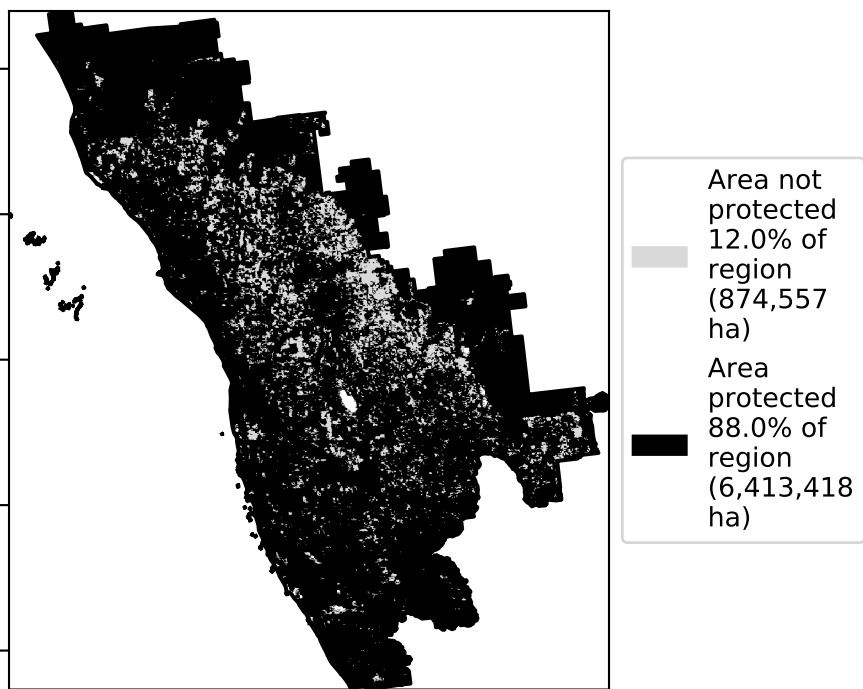 Area not
protected
12.0% of
region
(874,557
ha)
Area
protected
88.0% of
region
(6,413,418
ha)